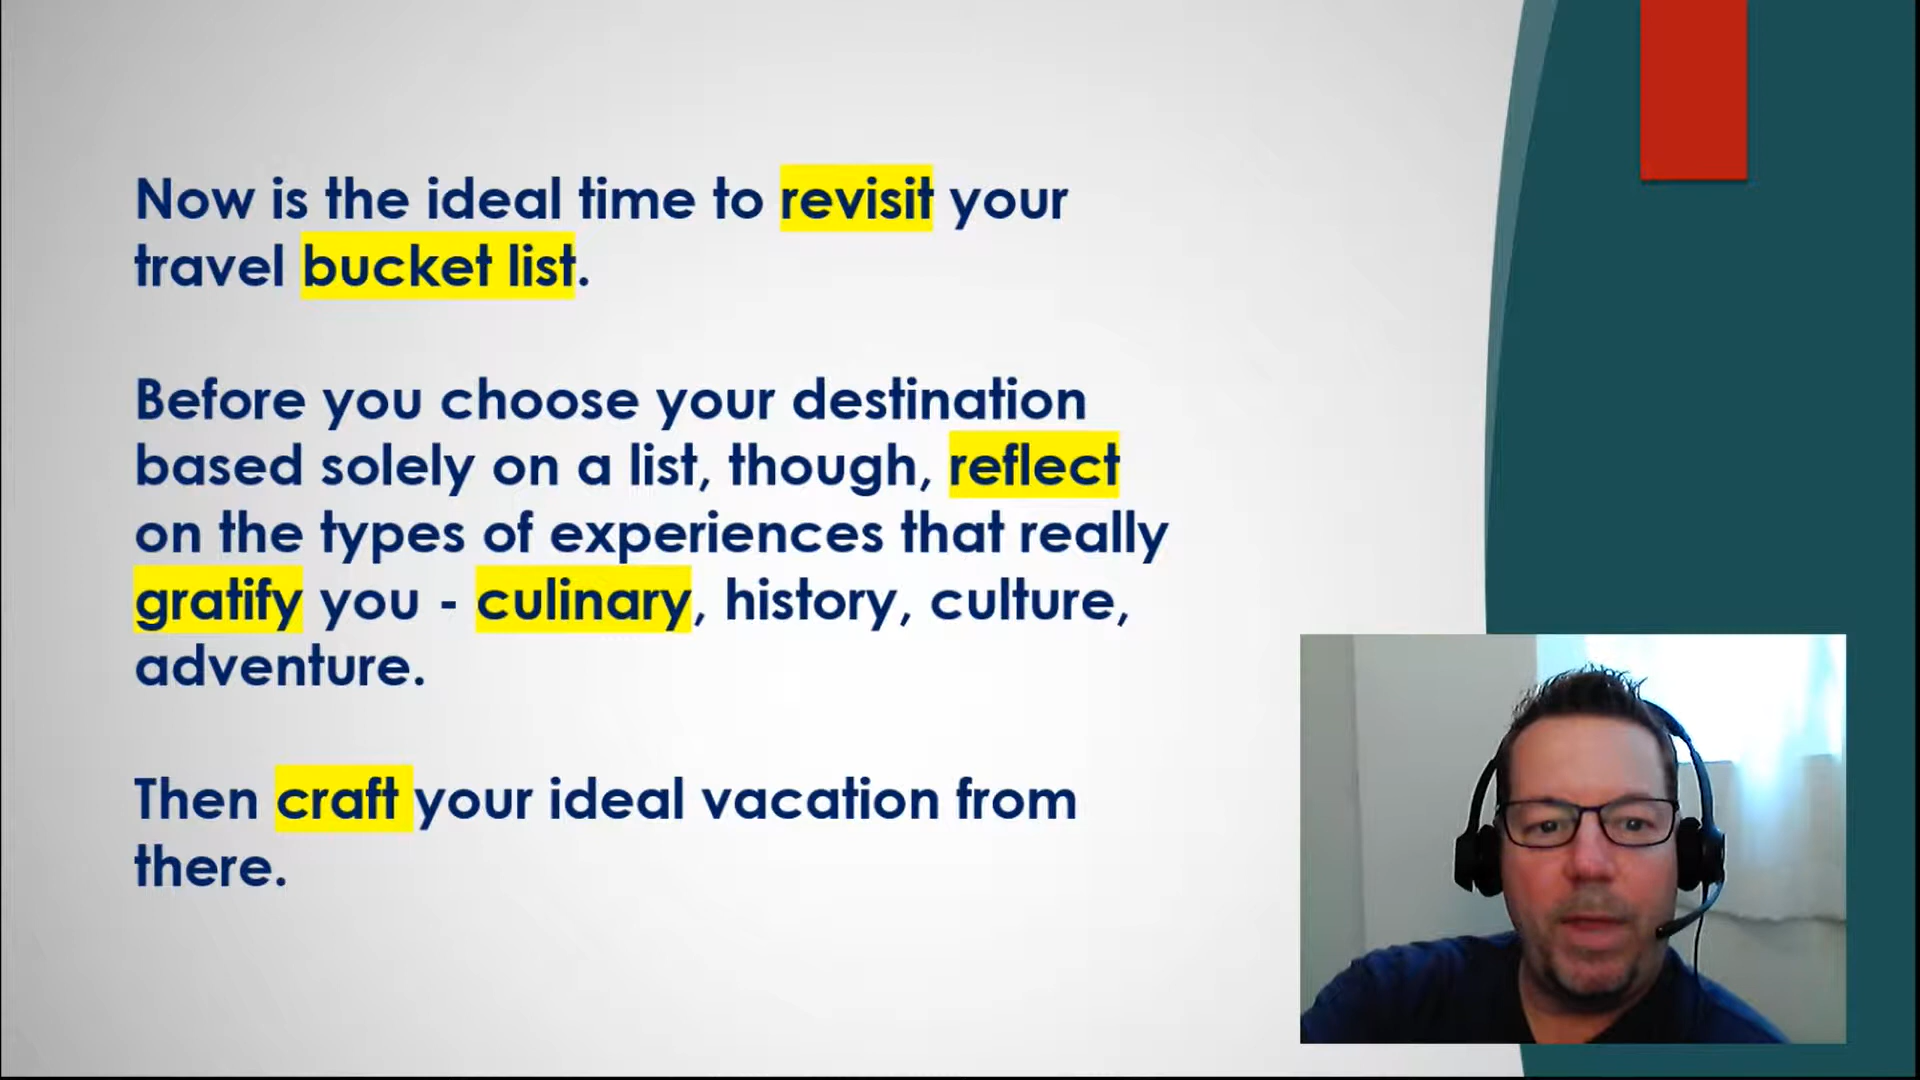 Now is the ideal time to revisit your
travel bucket list.
Before you choose your destination
based solely on a list, though, reflect
on the types of experiences that really
gratify you - culinary, history, culture,
adventure.
Then craft your ideal vacation from
there.